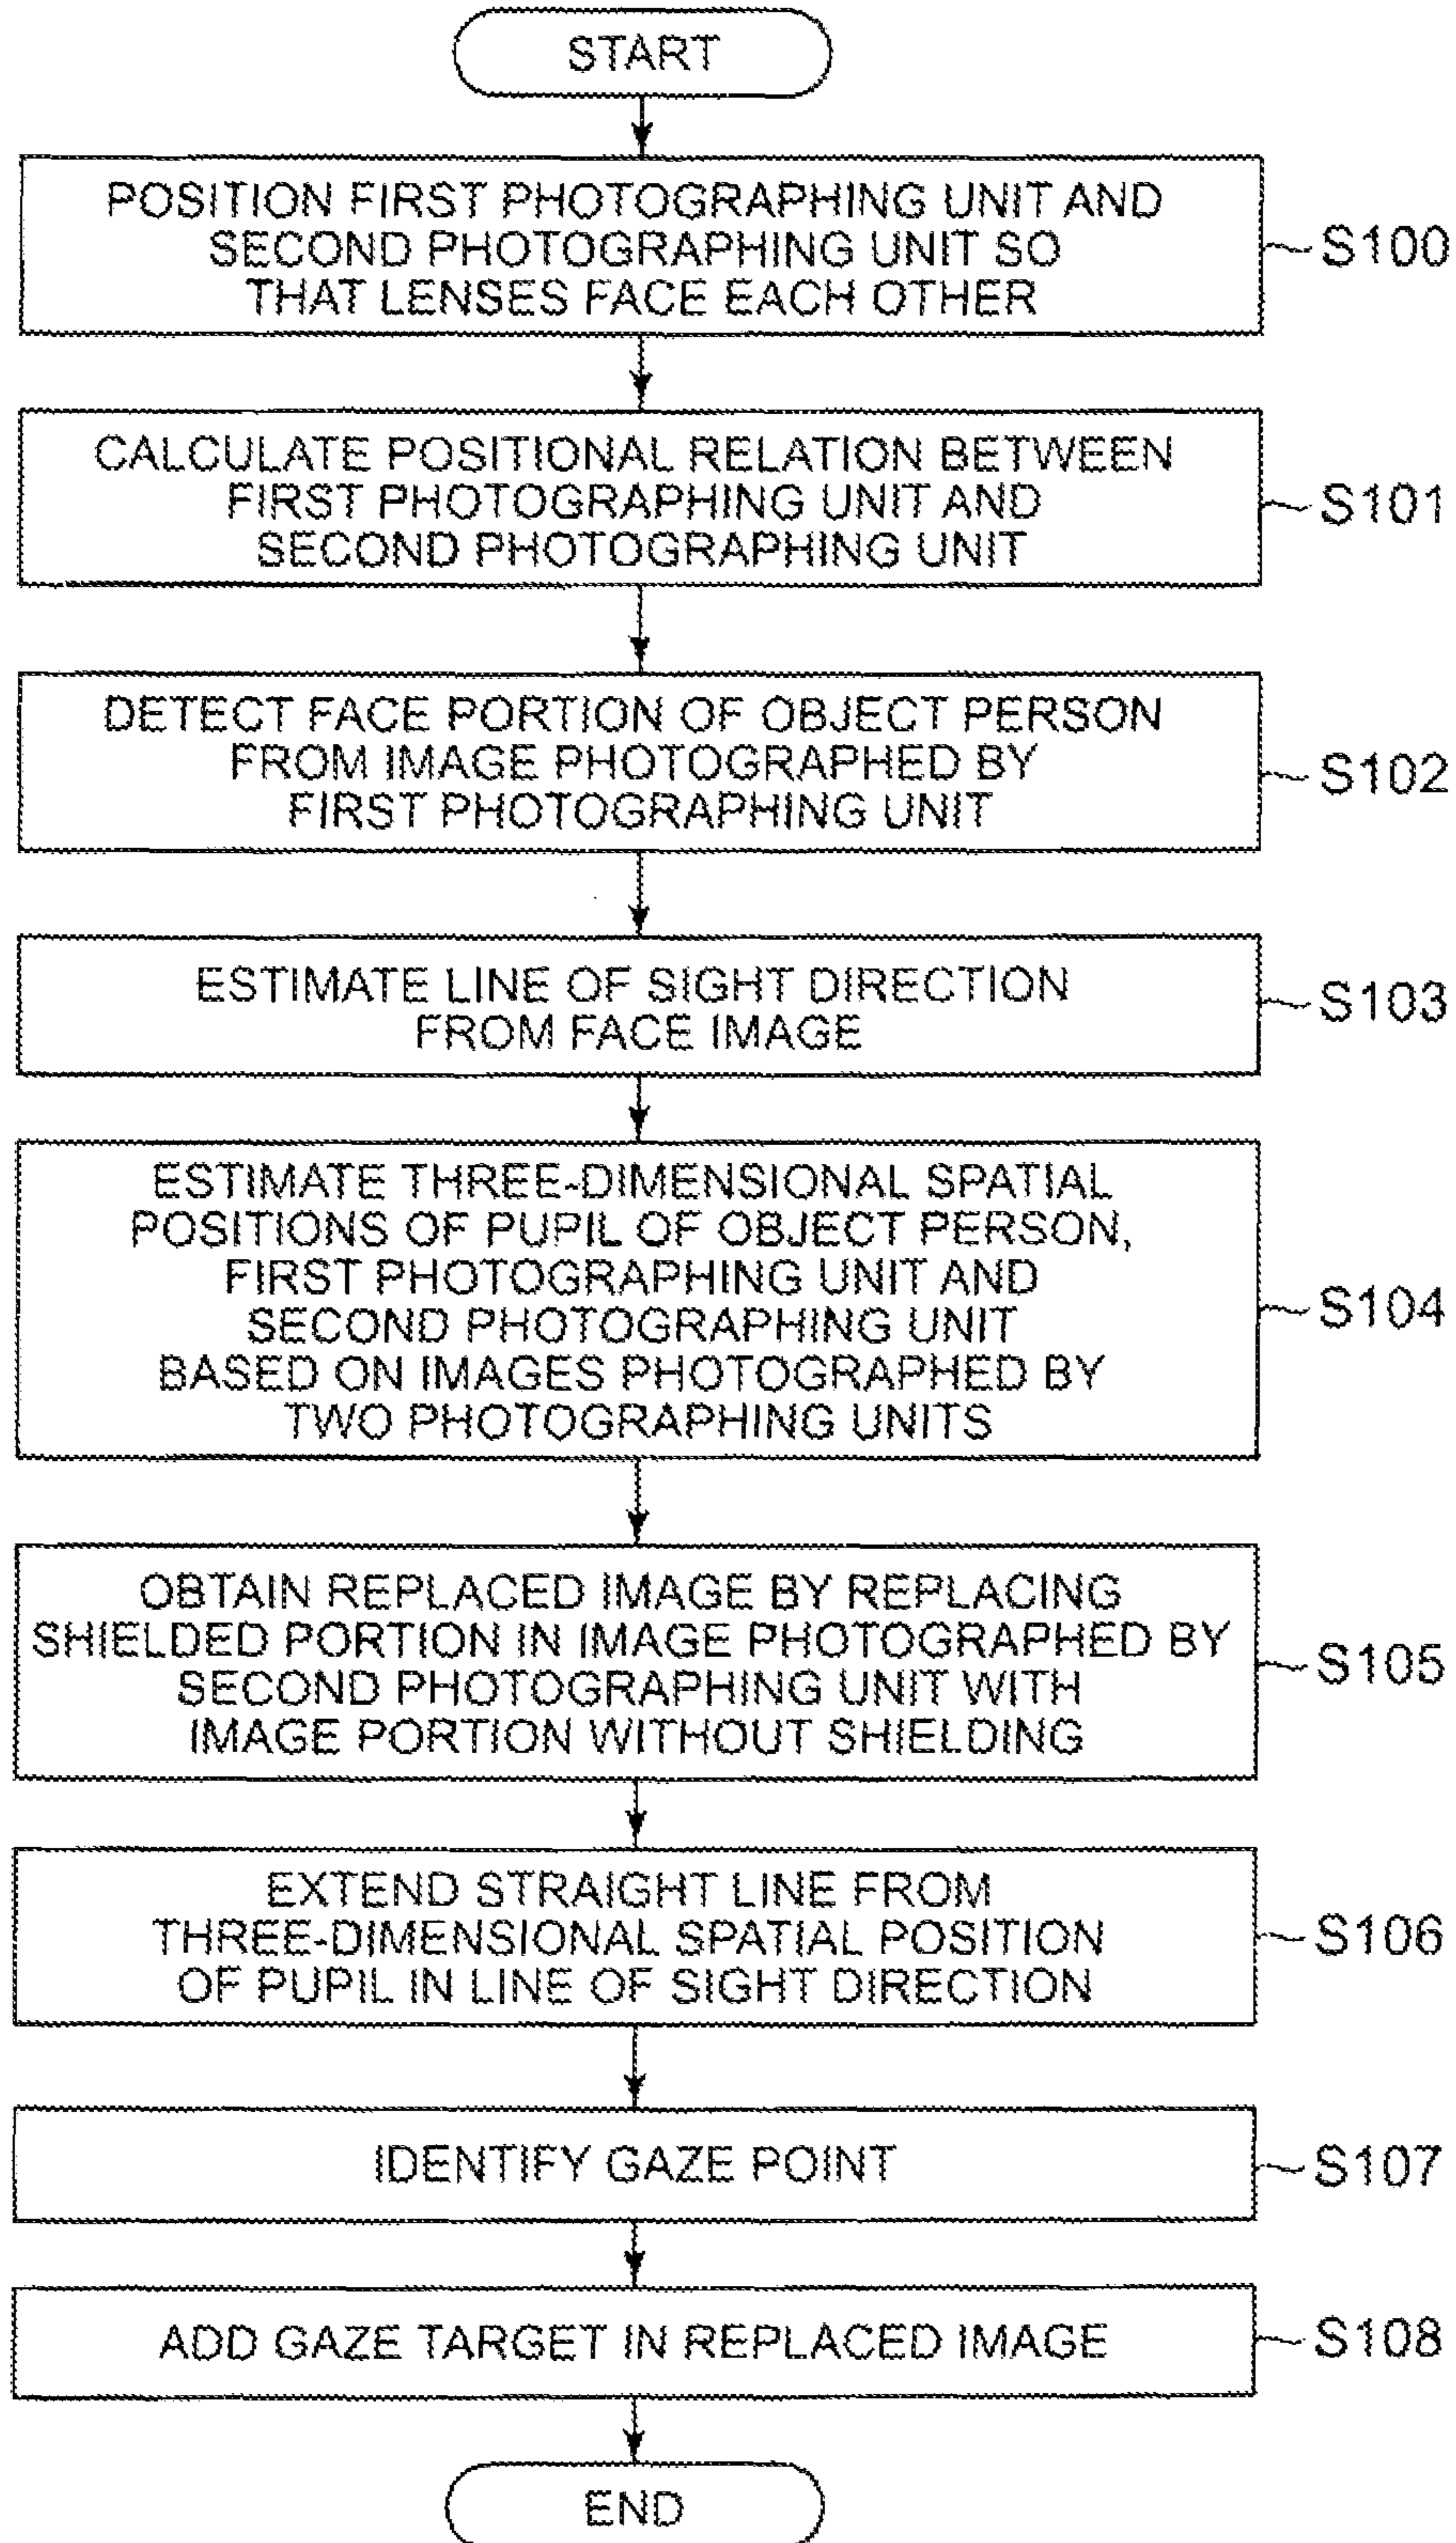 START
POSITION FIRST PHOTOGRAPHING UNIT AND
SECOND PHOTOGRAPHING UNIT SO
THAT LENSES FACE EACH OTHER
S100
CALCULATE POSITIONAL RELATION BETWEEN
FIRST PHOTOGRAPHING UNIT AND
SECOND PHOTOGRAPHING UNIT
S101
DETECT FACE PORTION OF OBJECT PERSON
FROM IMAGE PHOTOGRAPHED BY
FIRST PHOTOGRAPHING UNIT
S102
ESTIMATE LINE OF SIGHT DIRECTION
FROM FACE IMAGE
S103
ESTIMATE THREE-DIMENSIONAL SPATIAL
POSITIONS OF PUPIL OF OBJECT PERSON,
FIRST PHOTOGRAPHING UNIT AND
SECOND PHOTOGRAPHING UNIT
BASED ON IMAGES PHOTOGRAPHED BY
TWO PHOTOGRAPHING UNITS
S104
OBTAIN REPLACED IMAGE BY REPLACING
SHIELDED PORTION IN IMAGE PHOTOGRAPHED BY
SECOND PHOTOGRAPHING UNIT WITH
IMAGE PORTION WITHOUT SHIELDING
S105
EXTEND STRAIGHT LINE FROM
THREE-DIMENSIONAL SPATIAL POSITION
OF PUPIL IN LINE OF SIGHT DIRECTION
S106
IDENTIFY GAZE POINT
S107
ADD GAZE TARGET IN REPLACED IMAGE
S108
END